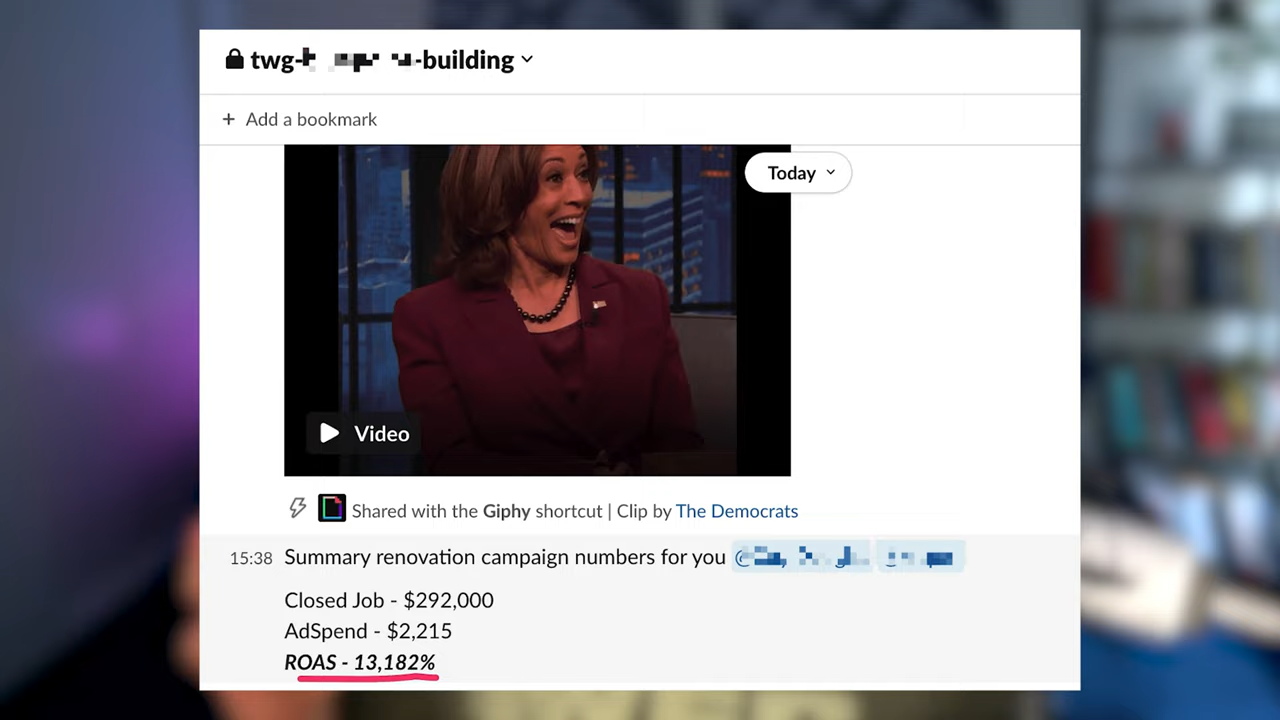 twg- -building
+ Add a bookmark
Today
Video
Shared with the Giphy shortcut | Clip by The Democrats
15:38 Summary renovation campaign numbers for you
Closed Job - $292,000
AdSpend - $2,215
ROAS - 13,182%